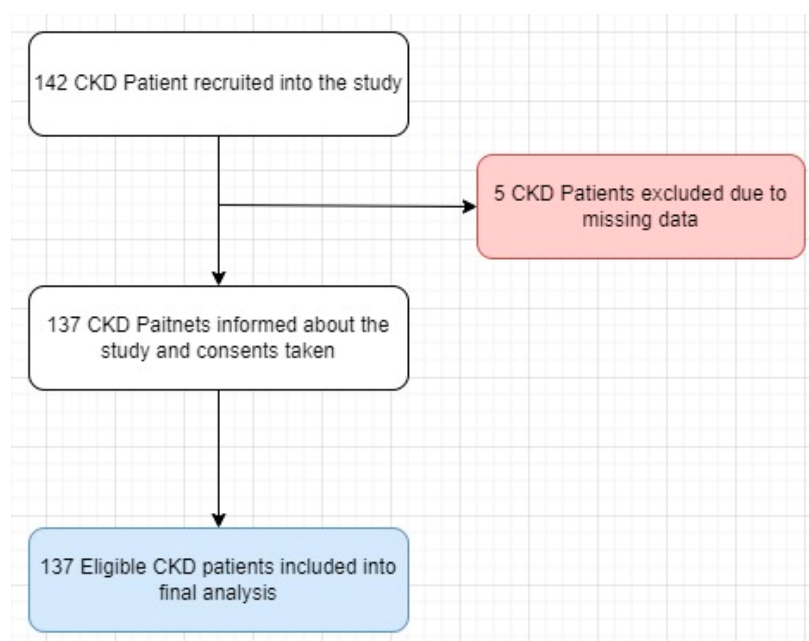 142 CKD Patient recruited into the study
5 CKD Patients excluded due to
missing data
137 CKD Paitnets informed about the
study and consents taken
137 Eligible CKD patients included into
final analysis